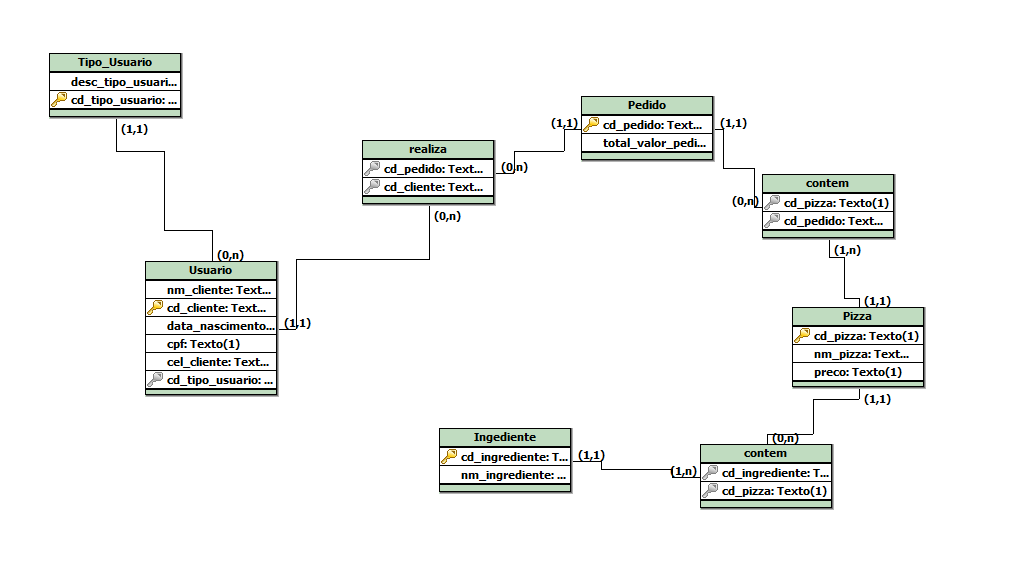 Tipo_Usuario
desc_tipo_usuari...
cd_tipo_usuario: ...
(1,1)
(0,n)
Usuario
nm_cliente: Text...
cd_cliente: Text...
data_nascimento...
cpf: Texto(1)
cel_cliente: Text...
cd_tipo_usuario: ...
(1,1)
realiza
cd_pedido: Text...
cd_cliente: Text...
(0,n)
(0,n)
(1,1)
Pedido
cd_pedido: Text...
total_valor_pedi...
(1,1)
(0,n)
contem
cd_pizza: Texto(1)
cd_pedido: Text...
(1,n)
(1,1)
Pizza
cd_pizza: Texto(1)
nm_pizza: Text...
preco: Texto(1)
(1,1)
(0,n)
contem
cd_ingrediente: T...
cd_pizza: Texto(1)
(1,n)
(1,1)
Ingediente
cd_ingrediente: T...
nm_ingrediente: ...